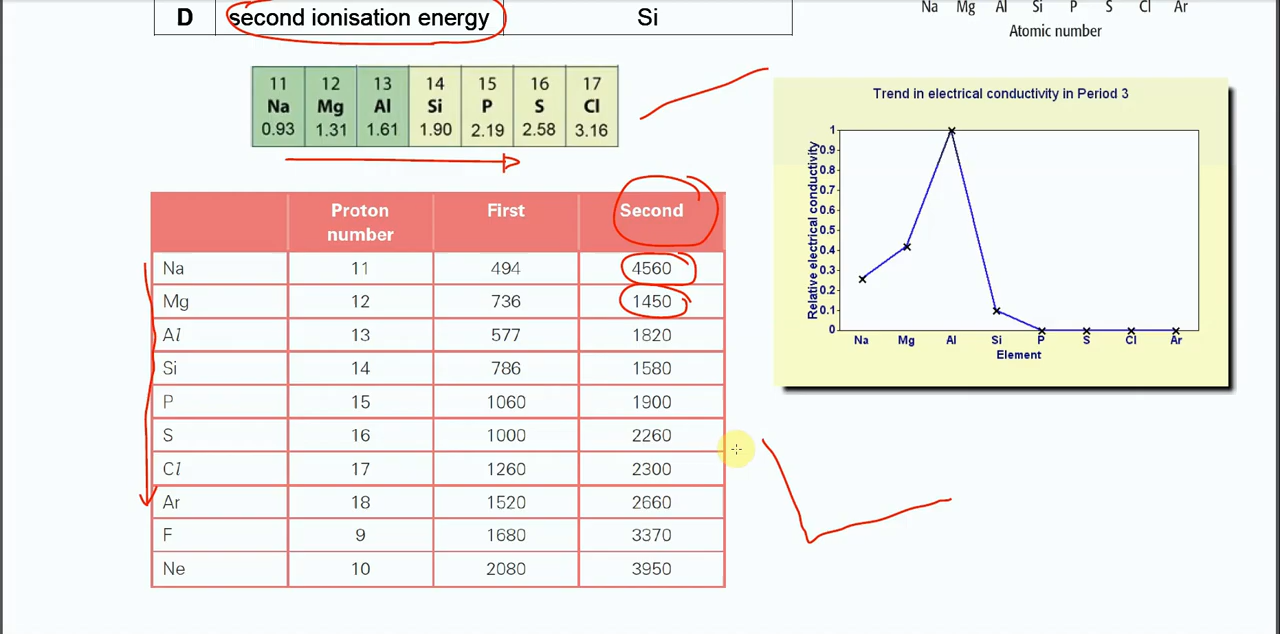 D second ionisation energy Si
Na Mg Al Si P S Cl Ar
Atomic number
11 12 13 14 15 16 17
Na Mg Al Si P S Cl
0.93 1.31 1.61 1.90 2.19 2.58 3.16
Proton number First Second
Na 11 494 4560
Mg 12 736 1450
Al 13 577 1820
Si 14 786 1580
P 15 1060 1900
S 16 1000 2260
Cl 17 1260 2300
Ar 18 1520 2660
F 9 1680 3370
Ne 10 2080 3950
Trend in electrical conductivity in Period 3
Relative electrical conductivity
1
0.9
0.8
0.7
0.6
0.5
0.4
0.3
0.2
0.1
0
Na Mg Al Si P S Cl Ar
Element